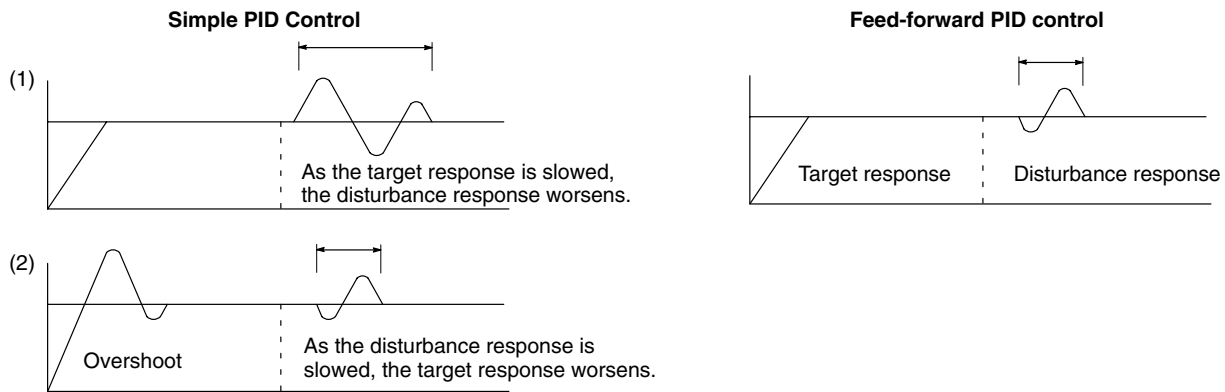 Simple PID Control
Feed-forward PID control
(1)
As the target response is slowed,
the disturbance response worsens.
Target response
Disturbance response
(2)
Overshoot
As the disturbance response is
slowed, the target response worsens.